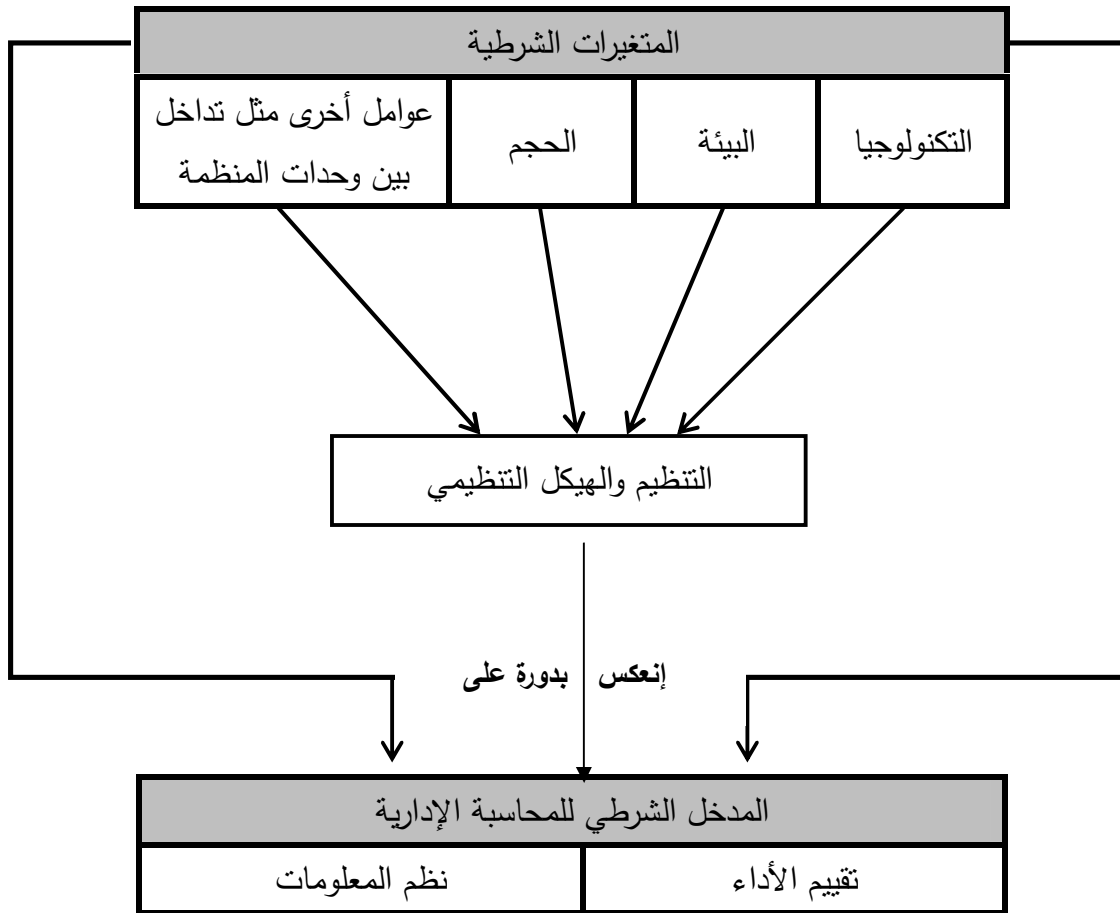 المتغيرات الشرطية
التكنولوجيا
البيئة
الحجم
عوامل أخرى مثل تداخل
بين وحدات المنظمة
التنظيم والهيكل التنظيمي
إنعكس بدورة على
المدخل الشرطي للمحاسبة الإدارية
تقييم الأداء
نظم المعلومات